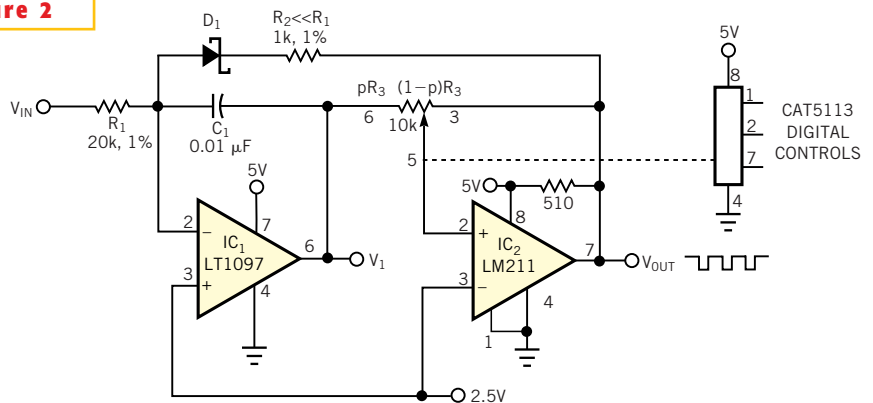 ure 2
D1
R2<<R1
1k, 1%
5V
8
1
2
7
4
CAT5113
DIGITAL
CONTROLS
VIN
R1
20k, 1%
C1
0.01 µF
pR3 (1–p)R3
6
10k
3
5
5V
510
5V
7
2
–
IC1
LT1097
6
V1
3
+
4
8
2
+
IC2
LM211
7
VOUT
3
–
4
1
2.5V